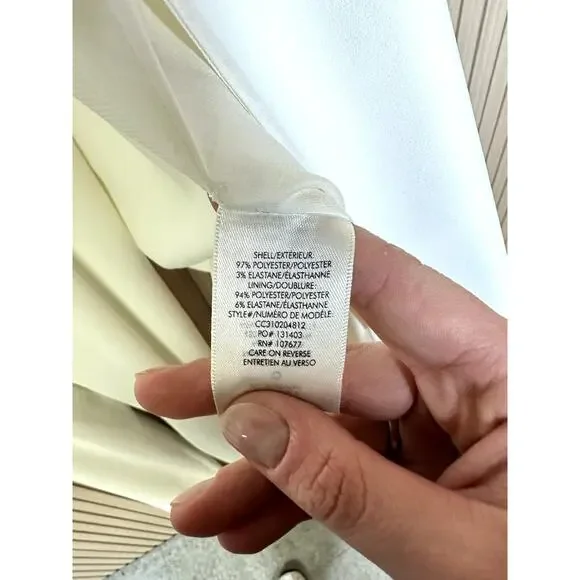 SHELL/EXTÉRIEUR:
97% POLYESTER/POLYESTER
3% ELASTANE/ÉLASTHANNE
LINING/DOUBLURE:
94% POLYESTER/POLYESTER
6% ELASTANE/ÉLASTHANNE
STYLE#/NUMÉRO DE MODÈLE:
CC310204812
PO# 131403
RN# 107677
CARE ON REVERSE
ENTRETIEN AU VERSO